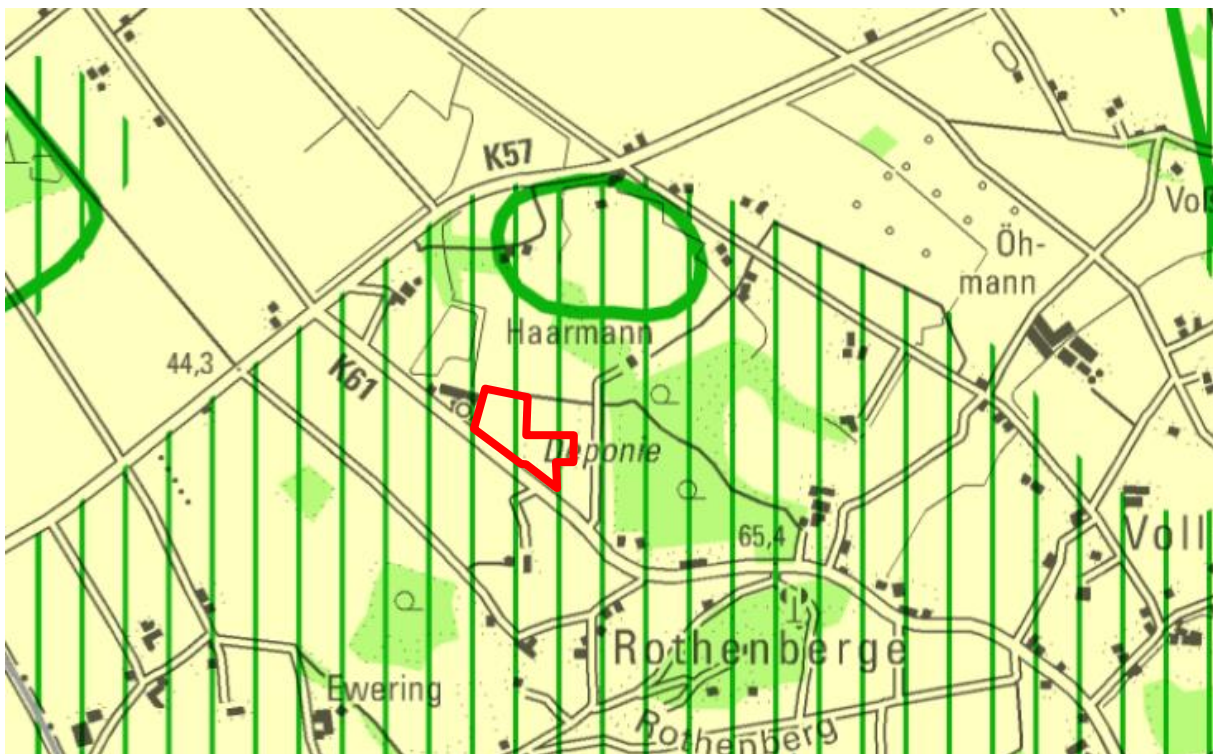 K57
Voß
Öh-
mann
Haarmann
44,3
K61
Deponie
Voll
65,4
Rothenberge
Ewering
Rothenberg